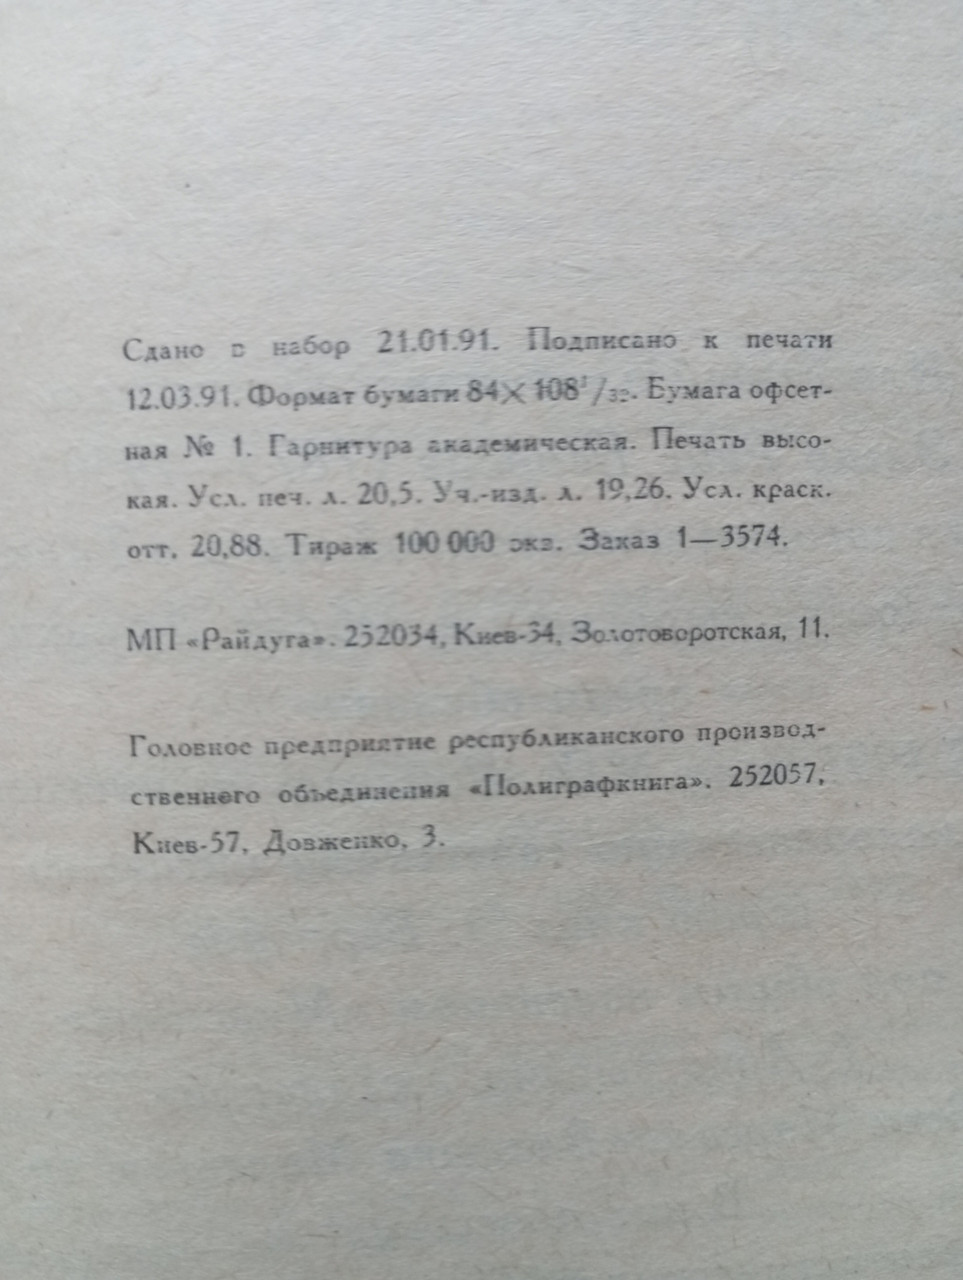 Сдано в набор 21.01.91. Подписано к печати
12.03.91. Формат бумаги 84×108¹/₃₂. Бумага офсет-
ная № 1. Гарнитура академическая. Печать высо-
кая. Усл. печ. л. 20,5. Уч.-изд. л. 19,26. Усл. краск.
отт. 20,88. Тираж 100 000 экз. Заказ 1—3574.
МП «Райдуга». 252034, Киев-34, Золотоворотская, 11.
Головное предприятие республиканского производ-
ственного объединения «Полиграфкнига». 252057,
Киев-57, Довженко, 3.